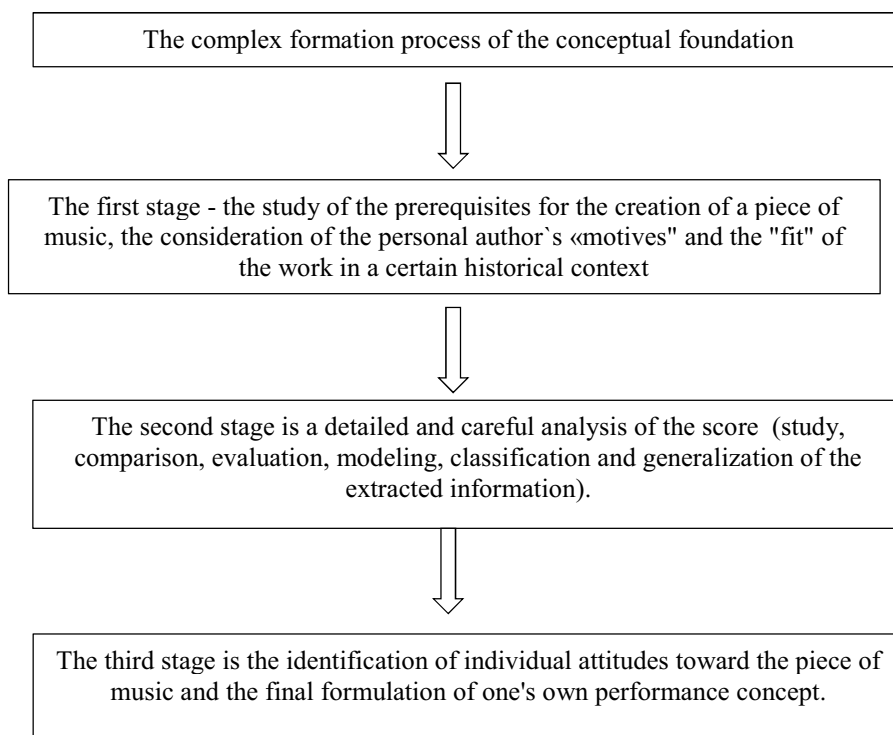 The complex formation process of the conceptual foundation
The first stage - the study of the prerequisites for the creation of a piece of
music, the consideration of the personal author`s «motives" and the "fit" of
the work in a certain historical context
The second stage is a detailed and careful analysis of the score  (study,
comparison, evaluation, modeling, classification and generalization of the
extracted information).
The third stage is the identification of individual attitudes toward the piece of
music and the final formulation of one's own performance concept.